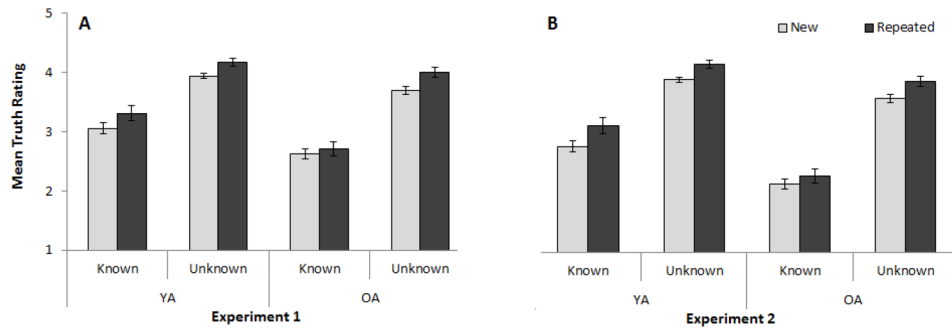 A
B
New
Repeated
Mean Truth Rating
5
4
3
2
1
Known
Unknown
Known
Unknown
YA
OA
Experiment 1
Known
Unknown
Known
Unknown
YA
OA
Experiment 2